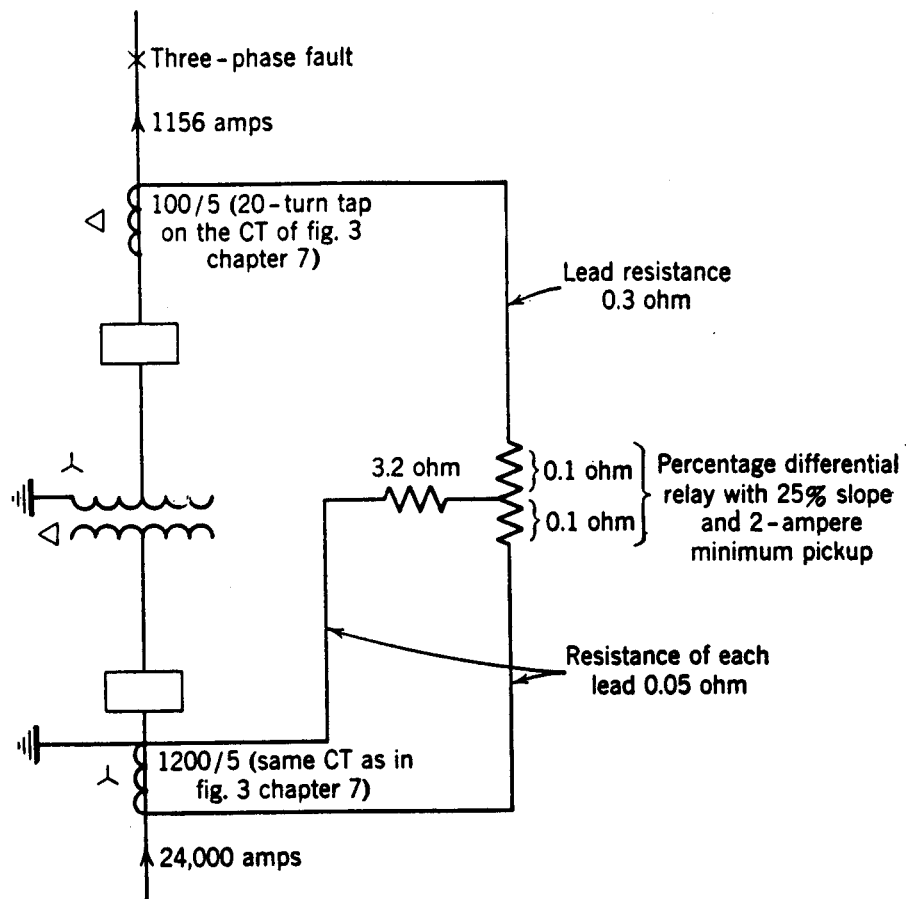 Three-phase fault
1156 amps
100/5 (20-turn tap
on the CT of fig. 3
chapter 7)
Lead resistance
0.3 ohm
3.2 ohm
0.1 ohm
0.1 ohm
Percentage differential
relay with 25% slope
and 2-ampere
minimum pickup
Resistance of each
lead 0.05 ohm
1200/5 (same CT as in
fig. 3 chapter 7)
24,000 amps